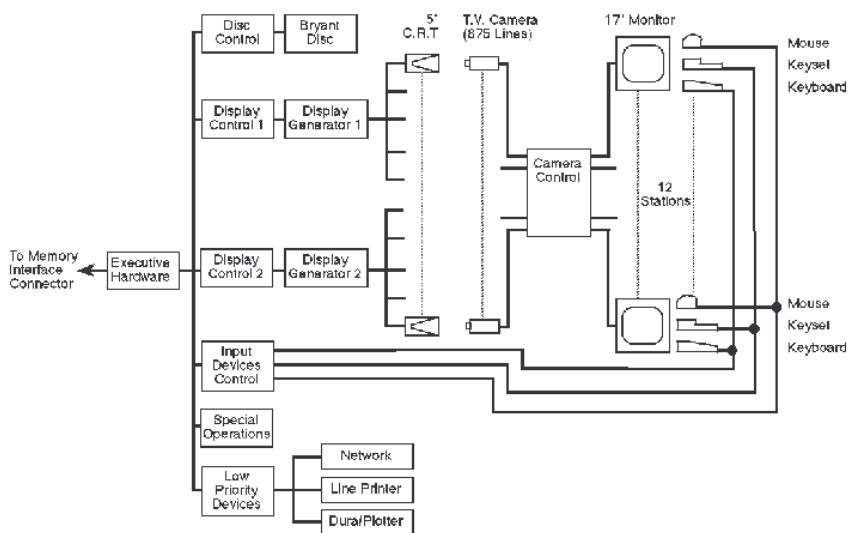 5" T.V. Camera 17" Monitor
C.R.T (875 Lines)
Disc
Control
Bryant
Disc
Mouse
Keyset
Keyboard
Display
Control 1
Display
Generator 1
Camera
Control
12
Stations
To Memory
Interface
Connector
Executive
Hardware
Display
Control 2
Display
Generator 2
Mouse
Keyset
Keyboard
Input
Devices
Control
Special
Operations
Low
Priority
Devices
Network
Line Printer
Dura/Plotter